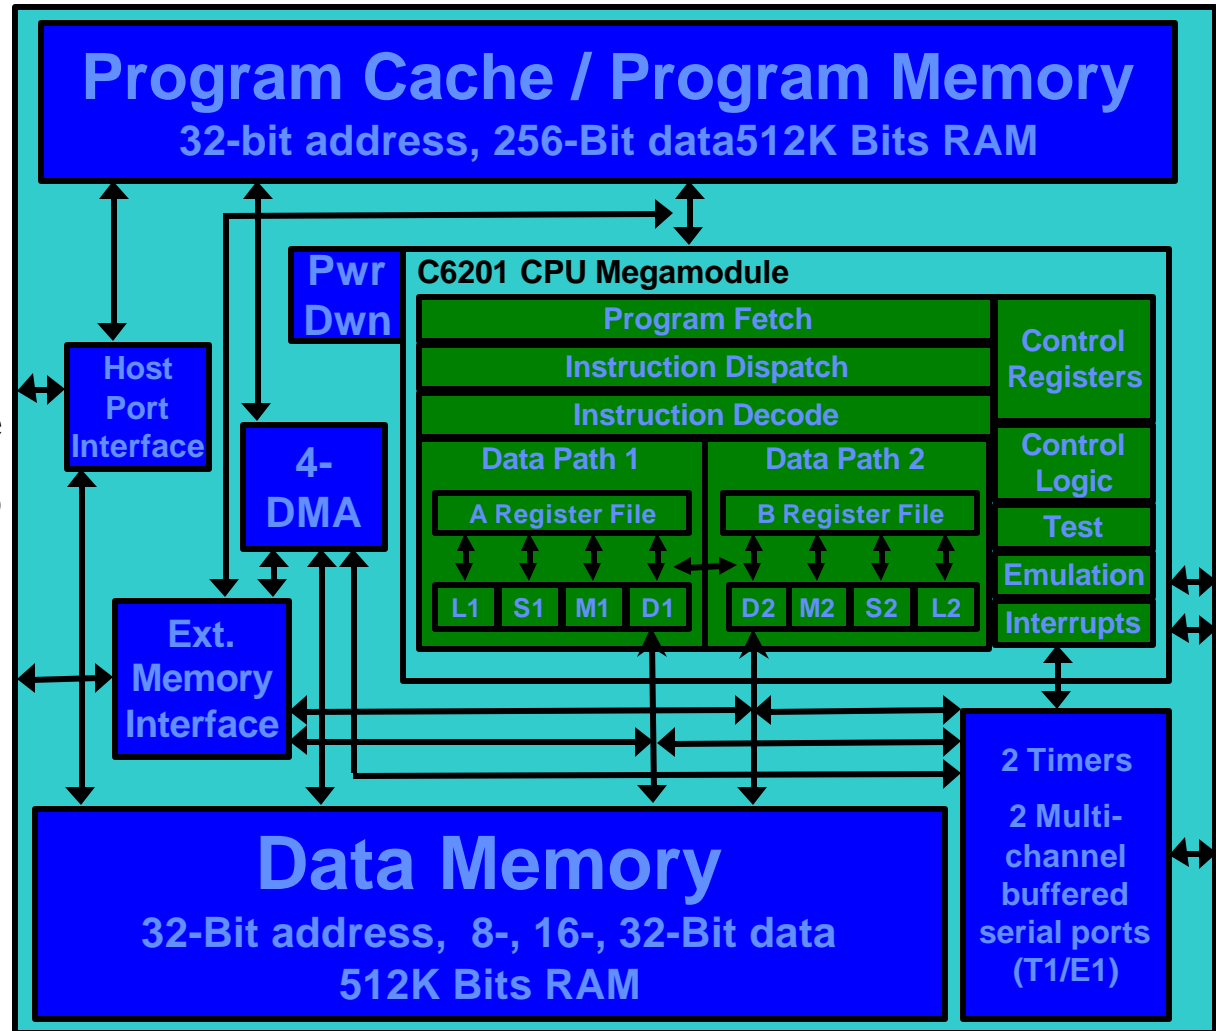 Program Cache / Program Memory
32-bit address, 256-Bit data512K Bits RAM
Pwr
Dwn
C6201 CPU Megamodule
Program Fetch
Instruction Dispatch
Instruction Decode
Control
Registers
Host
Port
Interface
4-
DMA
Data Path 1
Data Path 2
Control
Logic
A Register File
B Register File
Test
Emulation
L1 S1 M1 D1
D2 M2 S2 L2
Interrupts
Ext.
Memory
Interface
2 Timers
2 Multi-
channel
buffered
serial ports
(T1/E1)
Data Memory
32-Bit address, 8-, 16-, 32-Bit data
512K Bits RAM